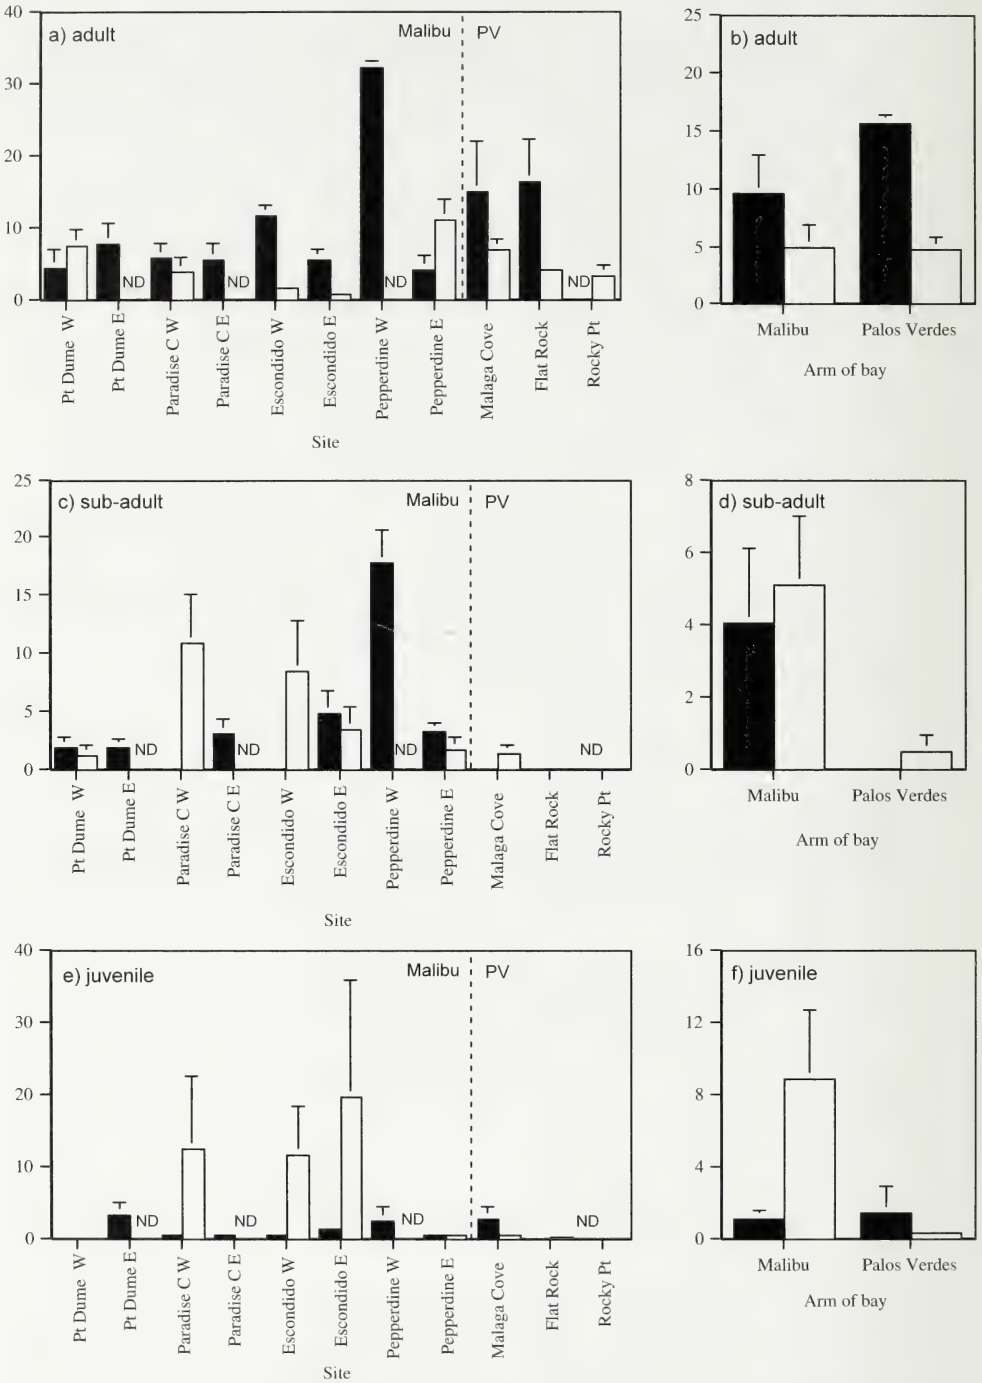 a) adult
Malibu
PV
40
30
20
10
0
ND
ND
ND
ND
Pt Dume W
Pt Dume E
Paradise C W
Paradise C E
Escondido W
Escondido E
Pepperdine W
Pepperdine E
Malaga Cove
Flat Rock
Rocky Pt
Site
b) adult
25
20
15
10
5
0
Malibu
Palos Verdes
Arm of bay
c) sub-adult
Malibu
PV
25
20
15
10
5
0
ND
ND
ND
ND
Pt Dume W
Pt Dume E
Paradise C W
Paradise C E
Escondido W
Escondido E
Pepperdine W
Pepperdine E
Malaga Cove
Flat Rock
Rocky Pt
Site
d) sub-adult
8
6
4
2
0
Malibu
Palos Verdes
Arm of bay
e) juvenile
Malibu
PV
40
30
20
10
0
ND
ND
ND
ND
Pt Dume W
Pt Dume E
Paradise C W
Paradise C E
Escondido W
Escondido E
Pepperdine W
Pepperdine E
Malaga Cove
Flat Rock
Rocky Pt
Site
f) juvenile
16
12
8
4
0
Malibu
Palos Verdes
Arm of bay